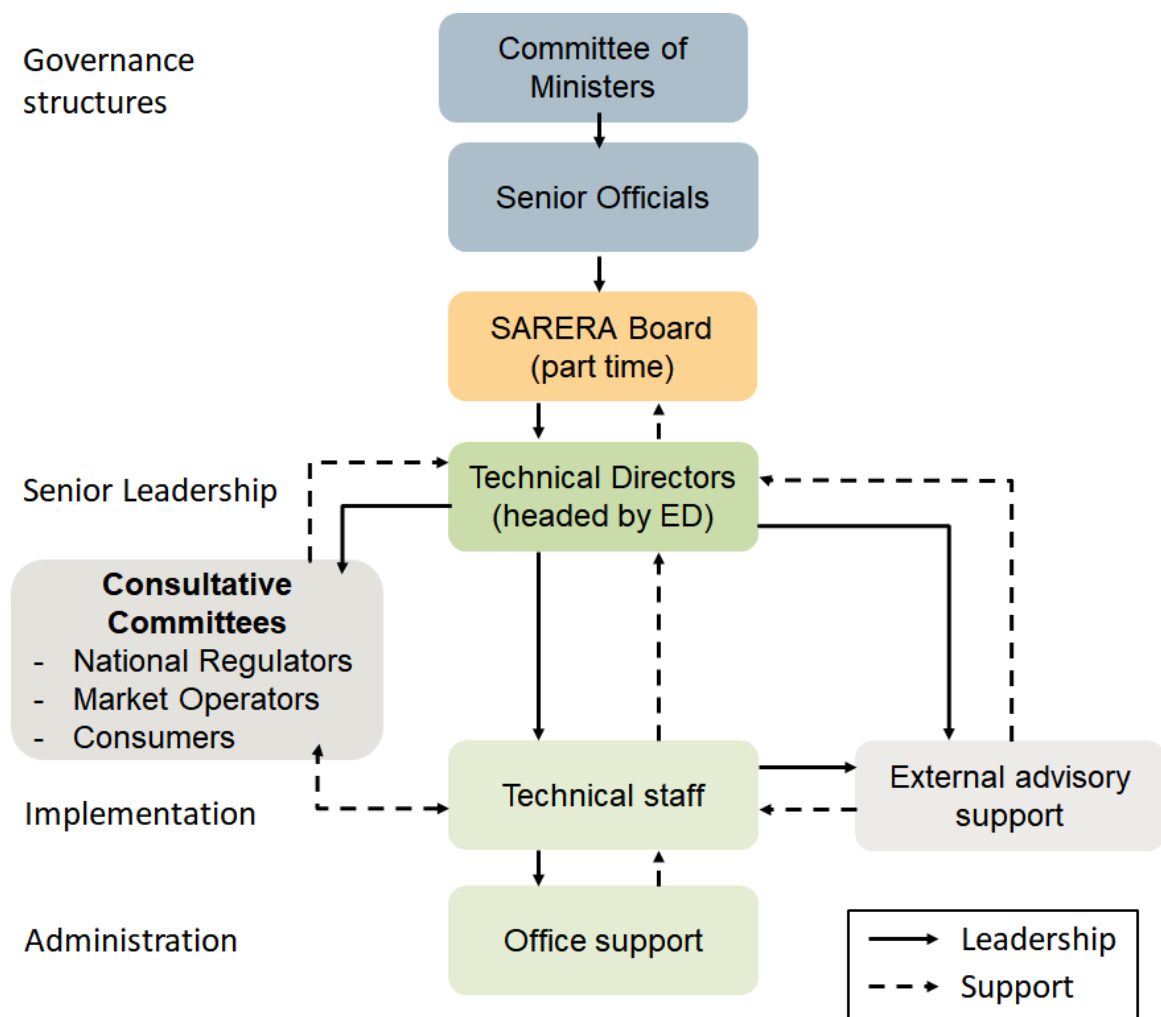 Governance
structures
Committee of
Ministers
Senior Officials
SARERA Board
(part time)
Senior Leadership
Technical Directors
(headed by ED)
Consultative
Committees
- National Regulators
- Market Operators
- Consumers
Implementation
Technical staff
External advisory
support
Administration
Office support
Leadership
Support